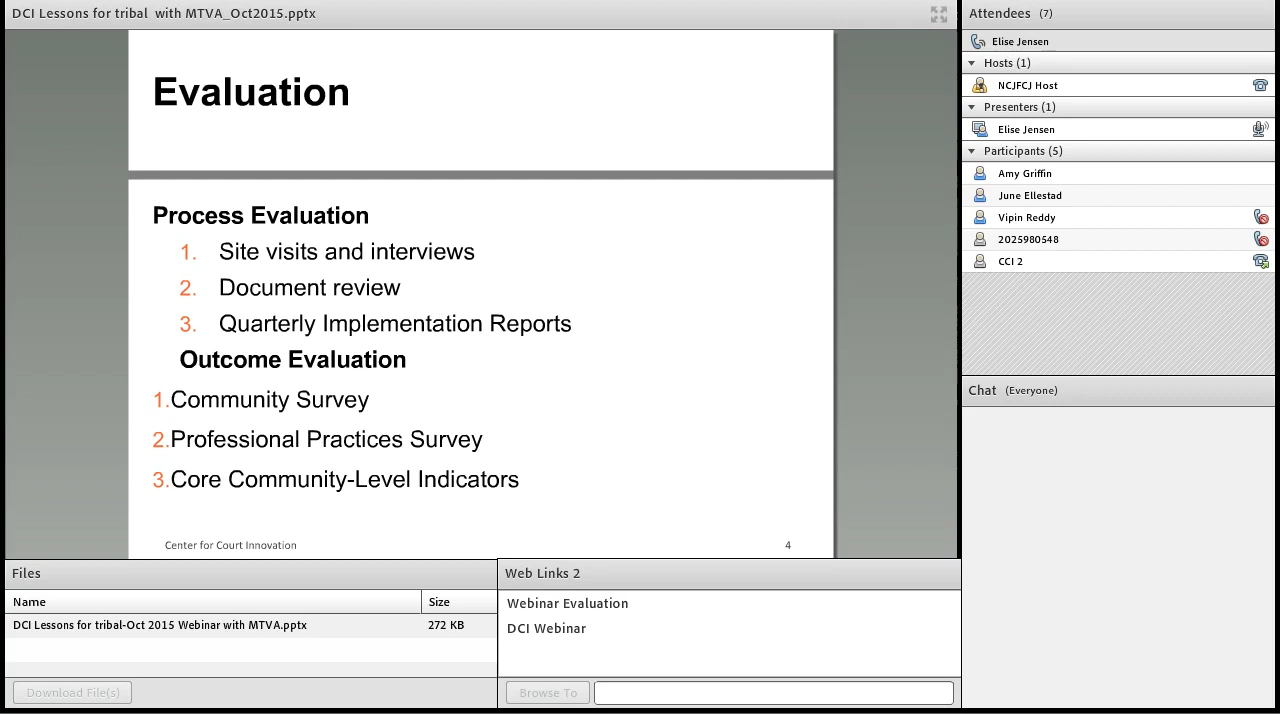 DCI Lessons for tribal  with MTVA_Oct2015.pptx
Evaluation
Process Evaluation
1. Site visits and interviews
2. Document review
3. Quarterly Implementation Reports
Outcome Evaluation
1.Community Survey
2.Professional Practices Survey
3.Core Community-Level Indicators
Center for Court Innovation 4
Attendees (7)
Elise Jensen
Hosts (1)
NCJFCJ Host
Presenters (1)
Elise Jensen
Participants (5)
Amy Griffin
June Ellestad
Vipin Reddy
2025980548
CCI 2
Chat (Everyone)
Files
Name Size
DCI Lessons for tribal-Oct 2015 Webinar with MTVA.pptx 272 KB
Download File(s)
Web Links 2
Webinar Evaluation
DCI Webinar
Browse To